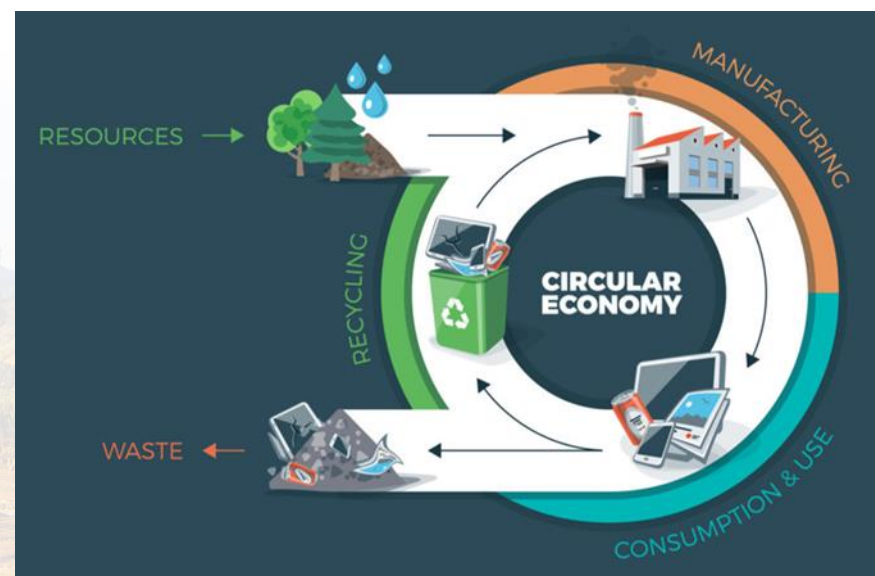 MANUFACTURING
RESOURCES
RECYCLING
CIRCULAR
ECONOMY
WASTE
CONSUMPTION & USE